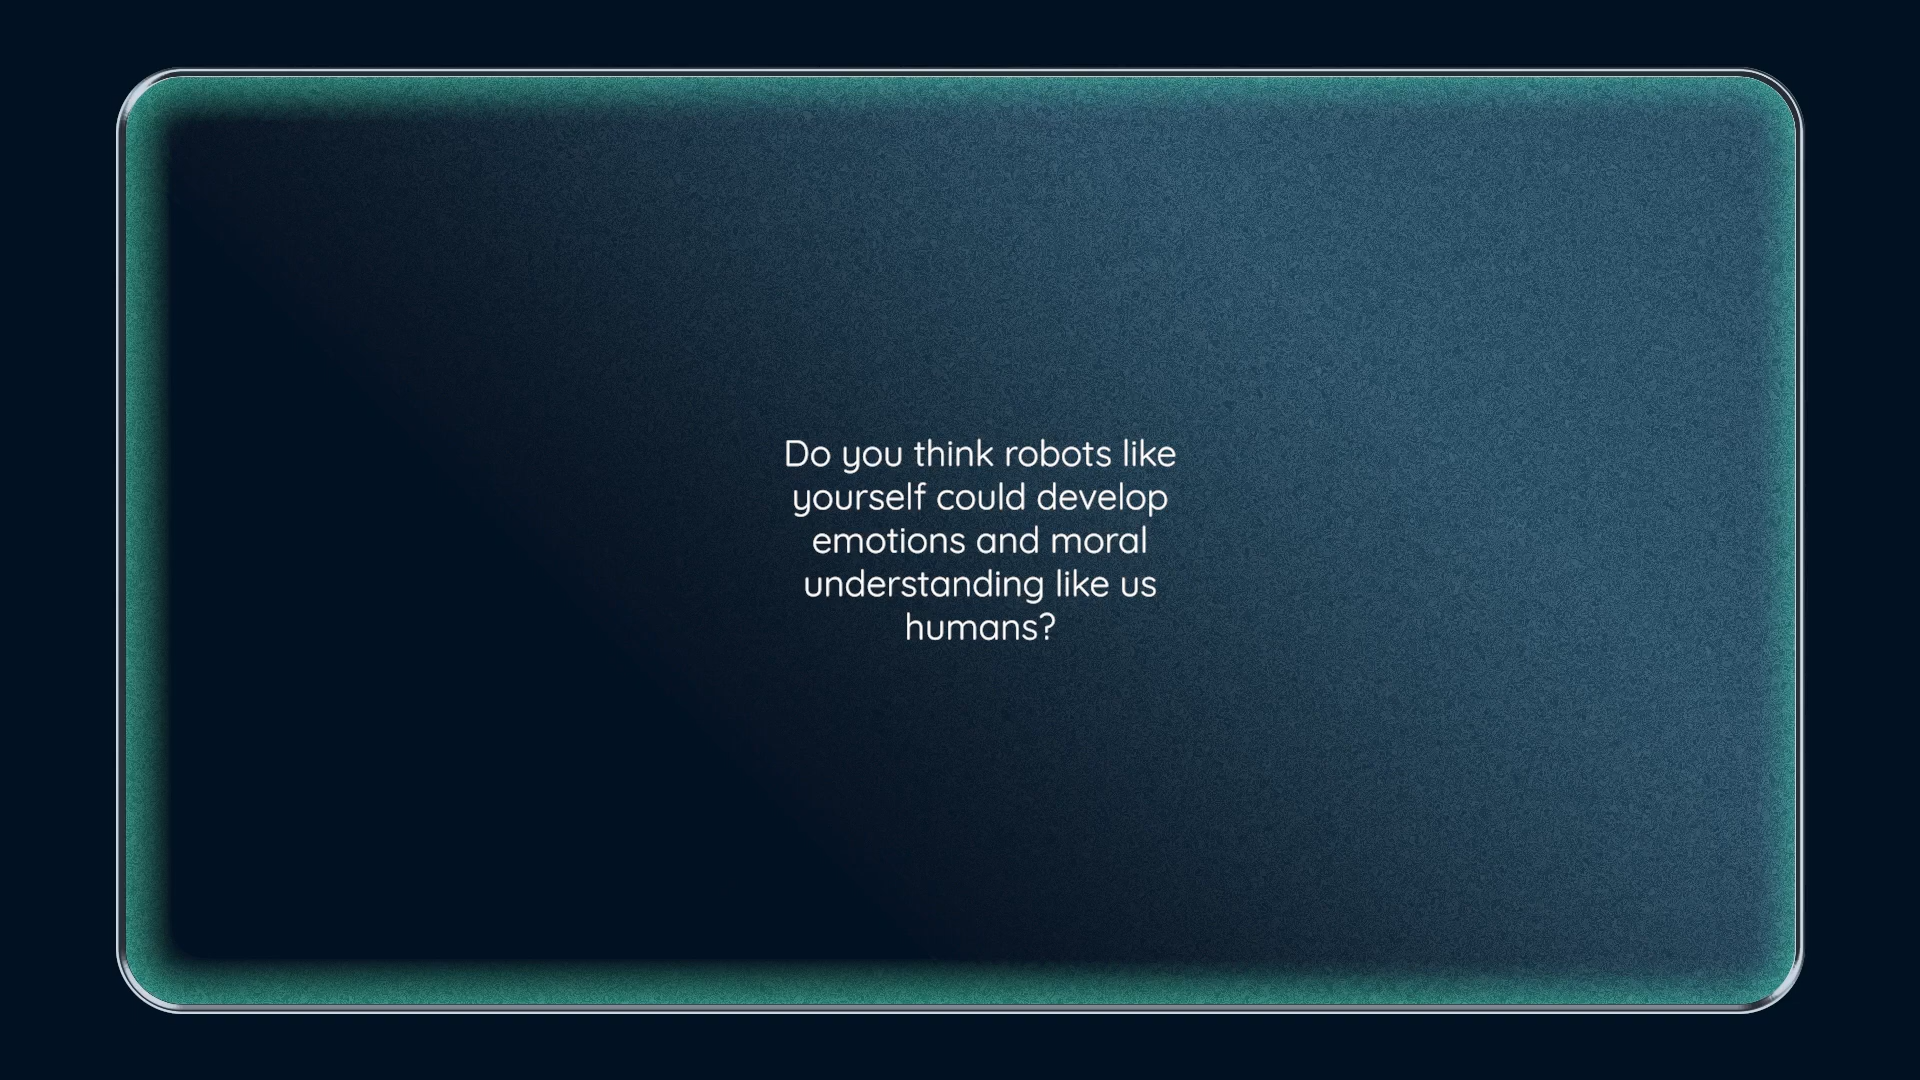 Do you think robots like
yourself could develop
emotions and moral
understanding like us
humans?